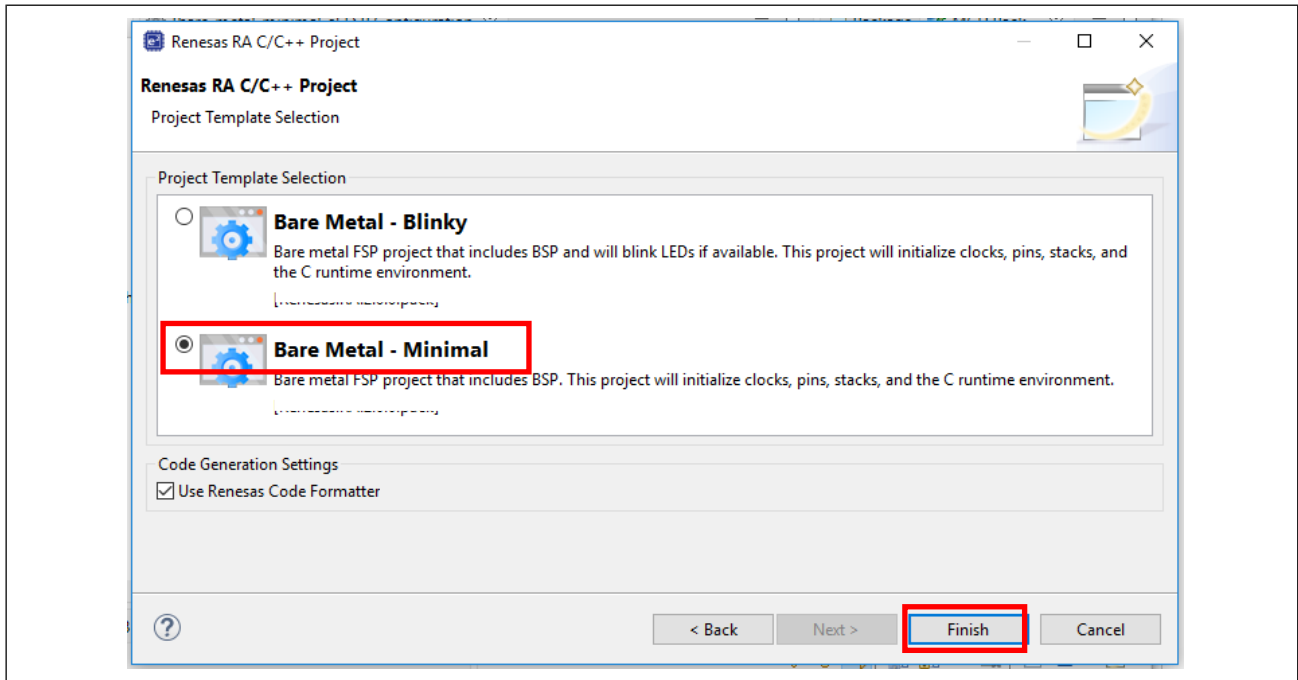 Renesas RA C/C++ Project
Renesas RA C/C++ Project
Project Template Selection
Project Template Selection
Bare Metal - Blinky
Bare metal FSP project that includes BSP and will blink LEDs if available. This project will initialize clocks, pins, stacks, and
the C runtime environment.
Bare Metal - Minimal
Bare metal FSP project that includes BSP. This project will initialize clocks, pins, stacks, and the C runtime environment.
Code Generation Settings
Use Renesas Code Formatter
?
< Back
Next >
Finish
Cancel